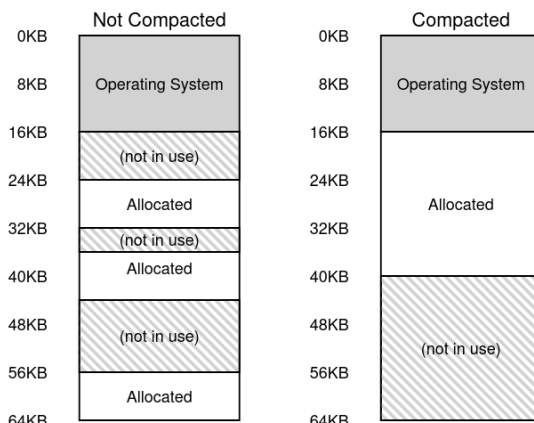 Not Compacted
0KB
8KB
16KB
24KB
32KB
40KB
48KB
56KB
64KB
Operating System
(not in use)
Allocated
(not in use)
Allocated
(not in use)
Allocated
Compacted
0KB
8KB
16KB
24KB
32KB
40KB
48KB
56KB
64KB
Operating System
Allocated
(not in use)